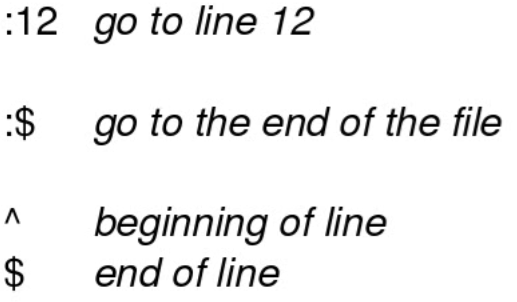 :12 go to line 12
:$ go to the end of the file
^ beginning of line
$ end of line